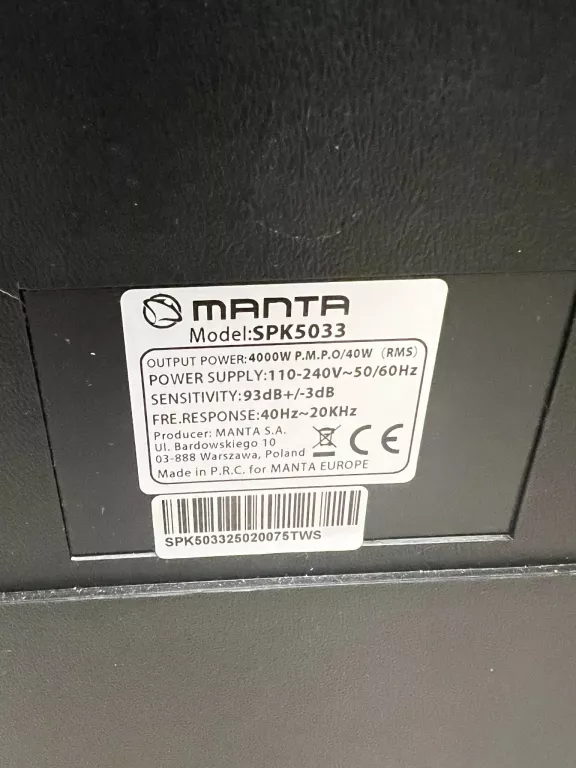 MANTA
Model:SPK5033
OUTPUT POWER:4000W P.M.P.O/40W (RMS)
POWER SUPPLY:110-240V~50/60Hz
SENSITIVITY:93dB+/-3dB
FRE.RESPONSE:40Hz~20KHz
Producer: MANTA S.A.
Ul. Bardowskiego 10
03-888 Warszawa, Poland
CE
Made in P.R.C. for MANTA EUROPE
SPK503325020075TWS